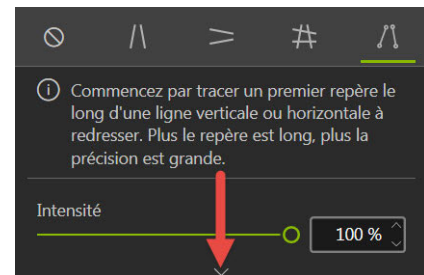 Commencez par tracer un premier repère le
long d'une ligne verticale ou horizontale à
redresser. Plus le repère est long, plus la
précision est grande.
Intensité
100 %